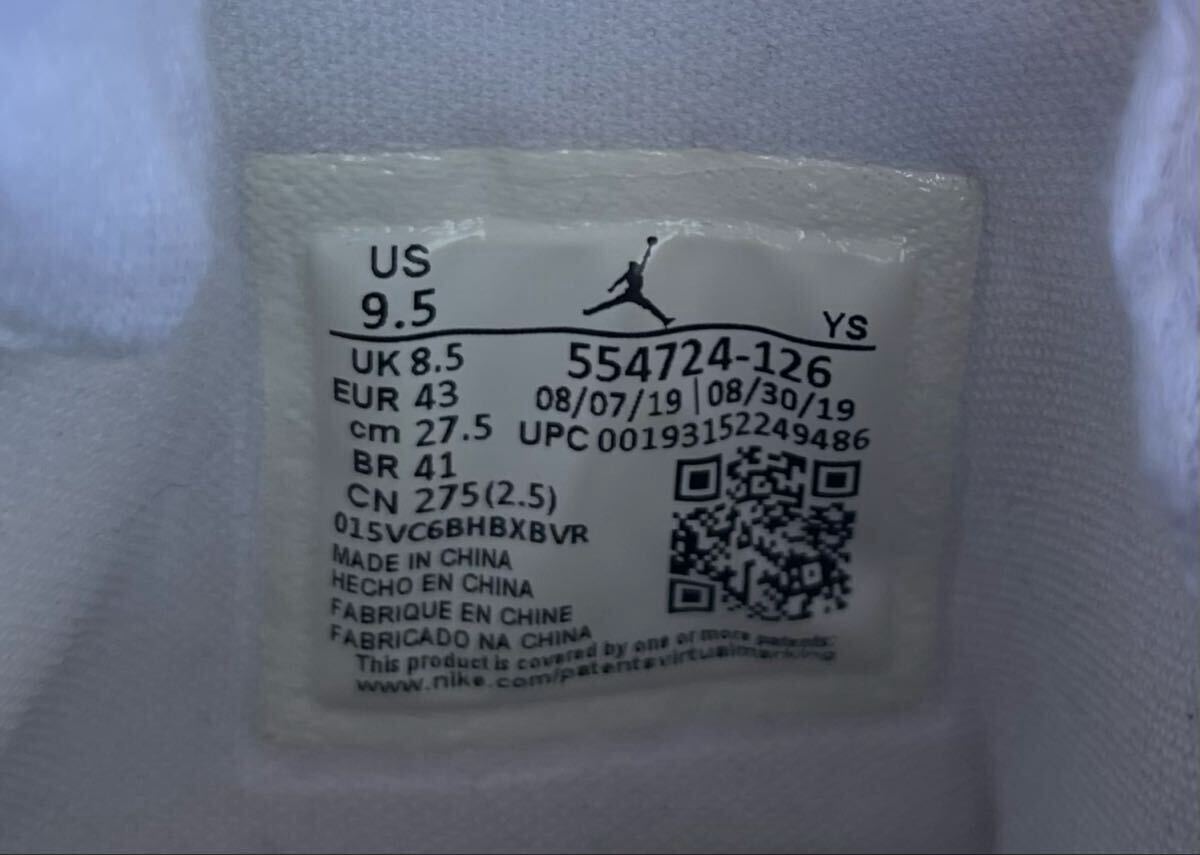 US
9.5
YS
UK 8.5
EUR 43
cm 27.5
BR 41
CN 275(2.5)
554724-126
08/07/19 | 08/30/19
UPC 00193152249486
015VC6BHBXBVR
MADE IN CHINA
HECHO EN CHINA
FABRIQUE EN CHINE
FABRICADO NA CHINA
This product is covered by one or more patents:
www.nike.com/patentsvirtualmarking